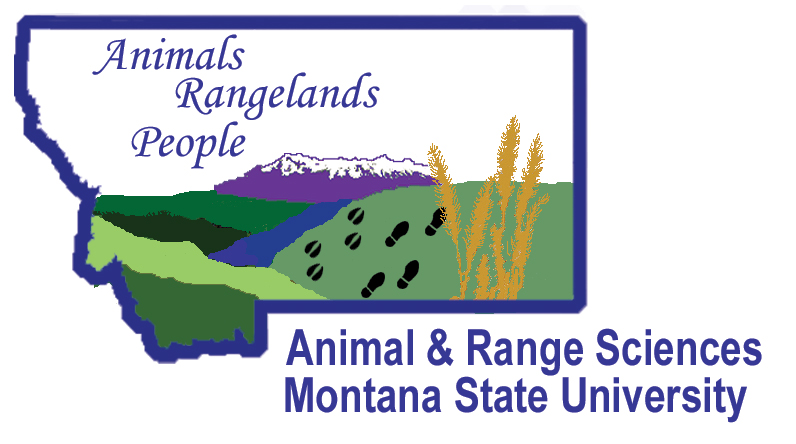 Animals
Rangelands
People
Animal & Range Sciences
Montana State University